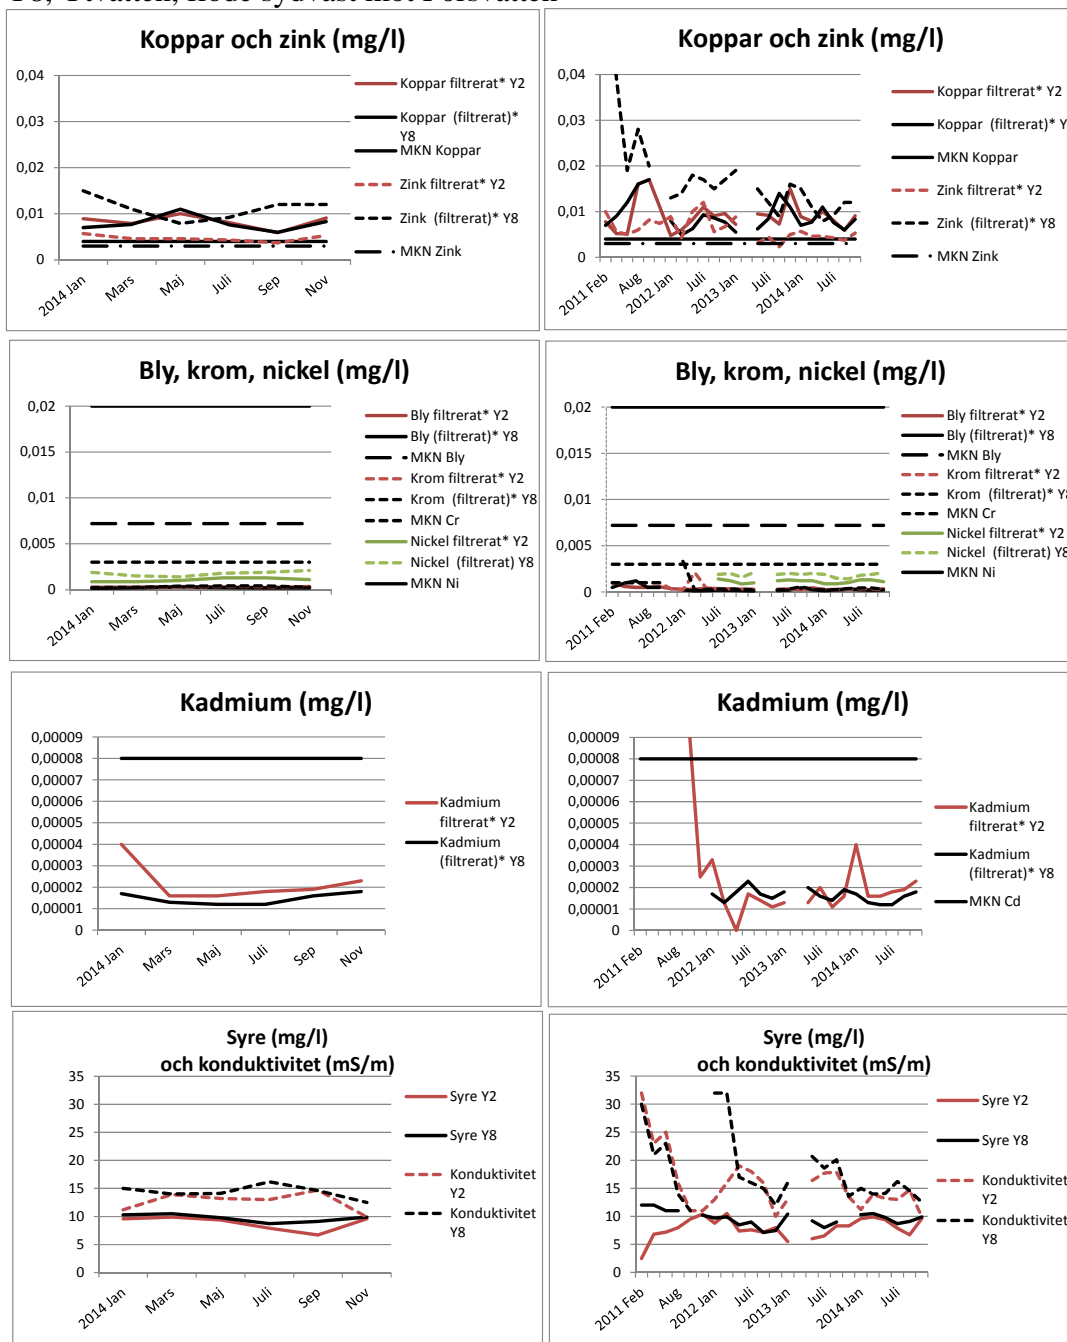 Koppar och zink (mg/l)
0,04
0,03
0,02
0,01
0
2014 Jan
Mars
Maj
Juli
Sep
Nov
Koppar filtrerat* Y2
Koppar (filtrerat)*
Y8
MKN Koppar
Zink filtrerat* Y2
Zink (filtrerat)* Y8
MKN Zink
Koppar och zink (mg/l)
0,04
0,03
0,02
0,01
0
2011 Feb
Aug
2012 Jan
Juli
2013 Jan
Juli
2014 Jan
Juli
Koppar filtrerat* Y2
Koppar (filtrerat)* Y
MKN Koppar
Zink filtrerat* Y2
Zink (filtrerat)* Y8
MKN Zink
Bly, krom, nickel (mg/l)
0,02
0,015
0,01
0,005
0
2014 Jan
Mars
Maj
Juli
Sep
Nov
Bly filtrerat* Y2
Bly (filtrerat)* Y8
MKN Bly
Krom filtrerat* Y2
Krom (filtrerat)* Y8
MKN Cr
Nickel filtrerat* Y2
Nickel (filtrerat) Y8
MKN Ni
Bly, krom, nickel (mg/l)
0,02
0,015
0,01
0,005
0
2011 Feb
Aug
2012 Jan
Juli
2013 Jan
Juli
2014 Jan
Juli
Bly filtrerat* Y2
Bly (filtrerat)* Y8
MKN Bly
Krom filtrerat* Y2
Krom (filtrerat)* Y8
MKN Cr
Nickel filtrerat* Y2
Nickel (filtrerat) Y8
MKN Ni
Kadmium (mg/l)
0,00009
0,00008
0,00007
0,00006
0,00005
0,00004
0,00003
0,00002
0,00001
0
2014 Jan
Mars
Maj
Juli
Sep
Nov
Kadmium
filtrerat* Y2
Kadmium
(filtrerat)* Y8
Kadmium (mg/l)
0,00009
0,00008
0,00007
0,00006
0,00005
0,00004
0,00003
0,00002
0,00001
0
2011 Feb
Aug
2012 Jan
Juli
2013 Jan
Juli
2014 Jan
Juli
Kadmium
filtrerat* Y2
Kadmium
(filtrerat)* Y8
MKN Cd
Syre (mg/l)
och konduktivitet (mS/m)
35
30
25
20
15
10
5
0
2014 Jan
Mars
Maj
Juli
Sep
Nov
Syre Y2
Syre Y8
Konduktivitet
Y2
Konduktivitet
Y8
Syre (mg/l)
och konduktivitet (mS/m)
35
30
25
20
15
10
5
0
2011 Feb
Aug
2012 Jan
Juli
2013 Jan
Juli
2014 Jan
Juli
Syre Y2
Syre Y8
Konduktivitet
Y2
Konduktivitet
Y8